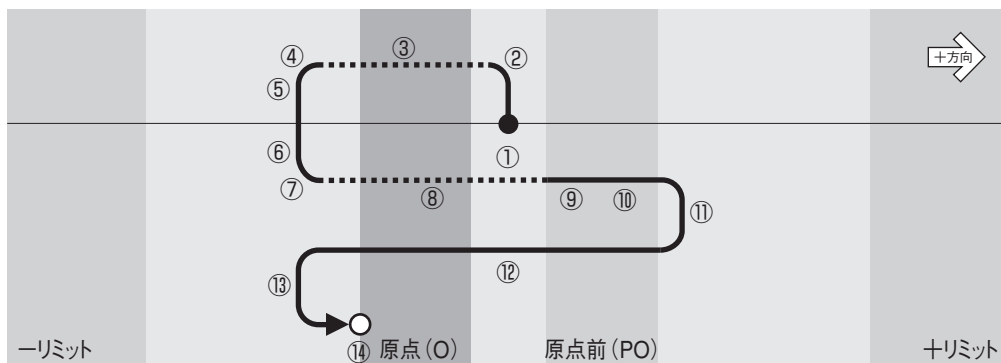 ④ ③ ②
＋方向
⑤
⑥ ①
⑦ ⑧ ⑨ ⑩ ⑪
⑫
⑬
－リミット ⑭ 原点（O） 原点前（PO） ＋リミット